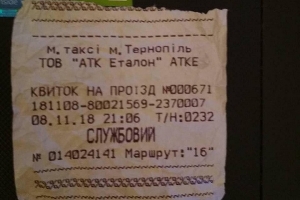 м.таксі м.Тернопіль
ТОВ "АТК Еталон" АТКЕ
КВИТОК НА ПРОЇЗД №000671
181108-80021569-2370007
08.11.18 21:06 Т/Н:0232
СЛУЖБОВИЙ
№ 014024141 Маршрут:"16"